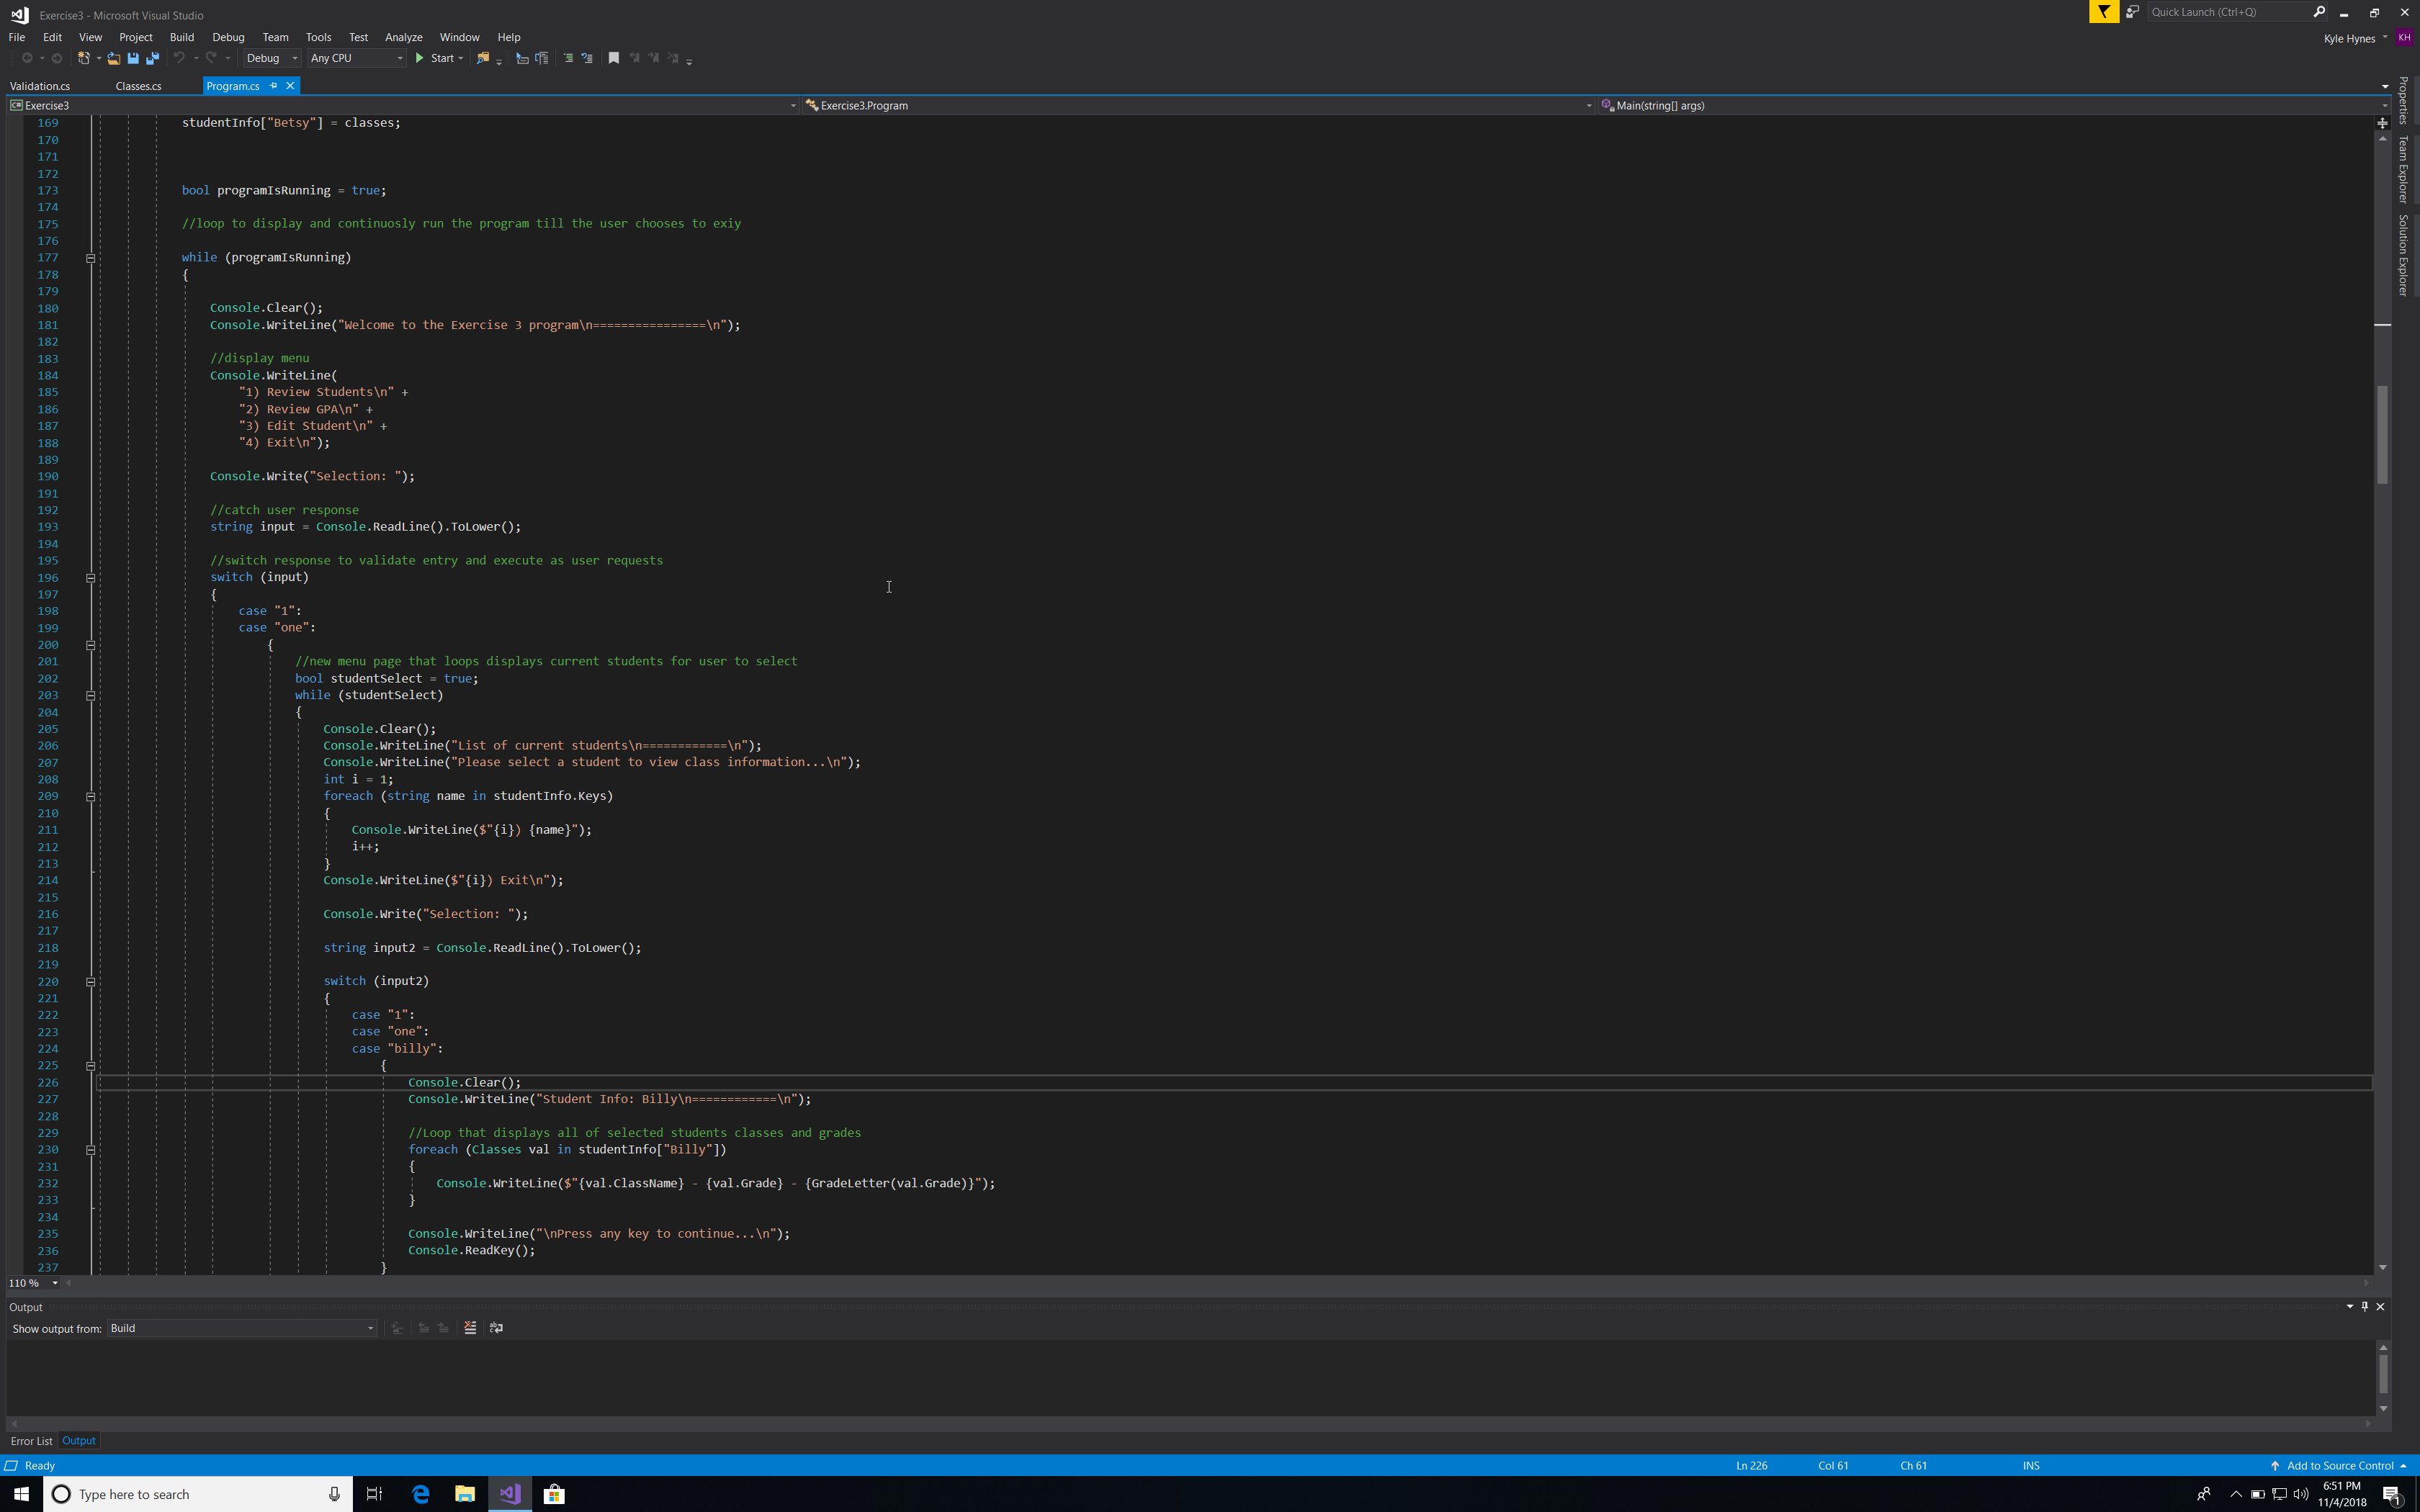 Exercise3 - Microsoft Visual Studio
Quick Launch (Ctrl+Q)
File Edit View Project Build Debug Team Tools Test Analyze Window Help
Kyle Hynes KH
Debug Any CPU Start
Validation.cs Classes.cs Program.cs
Exercise3 Exercise3.Program Main(string[] args)
Properties
Team Explorer
Solution Explorer
169 studentInfo["Betsy"] = classes;
170
171
172
173 bool programIsRunning = true;
174
175 //loop to display and continuosly run the program till the user chooses to exiy
176
177 while (programIsRunning)
178 {
179
180 Console.Clear();
181 Console.WriteLine("Welcome to the Exercise 3 program\n================\n");
182
183 //display menu
184 Console.WriteLine(
185 "1) Review Students\n" +
186 "2) Review GPA\n" +
187 "3) Edit Student\n" +
188 "4) Exit\n");
189
190 Console.Write("Selection: ");
191
192 //catch user response
193 string input = Console.ReadLine().ToLower();
194
195 //switch response to validate entry and execute as user requests
196 switch (input)
197 {
198 case "1":
199 case "one":
200 {
201 //new menu page that loops displays current students for user to select
202 bool studentSelect = true;
203 while (studentSelect)
204 {
205 Console.Clear();
206 Console.WriteLine("List of current students\n============\n");
207 Console.WriteLine("Please select a student to view class information...\n");
208 int i = 1;
209 foreach (string name in studentInfo.Keys)
210 {
211 Console.WriteLine($"{i}) {name}");
212 i++;
213 }
214 Console.WriteLine($"{i}) Exit\n");
215
216 Console.Write("Selection: ");
217
218 string input2 = Console.ReadLine().ToLower();
219
220 switch (input2)
221 {
222 case "1":
223 case "one":
224 case "billy":
225 {
226 Console.Clear();
227 Console.WriteLine("Student Info: Billy\n============\n");
228
229 //Loop that displays all of selected students classes and grades
230 foreach (Classes val in studentInfo["Billy"])
231 {
232 Console.WriteLine($"{val.ClassName} - {val.Grade} - {GradeLetter(val.Grade)}");
233 }
234
235 Console.WriteLine("\nPress any key to continue...\n");
236 Console.ReadKey();
237 }
110 %
Output
Show output from: Build
Error List Output
Ready Ln 226 Col 61 Ch 61 INS Add to Source Control
Type here to search
6:51 PM
11/4/2018
1